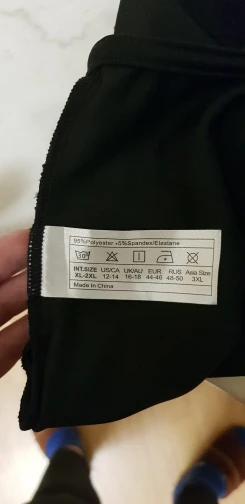 95%Polyester +5%Spandex/Elastane
30°
INT.SIZE US/CA UK/AU EUR RUS Asia Size
XL-2XL 12-14 16-18 44-46 48-50 3XL
Made In China